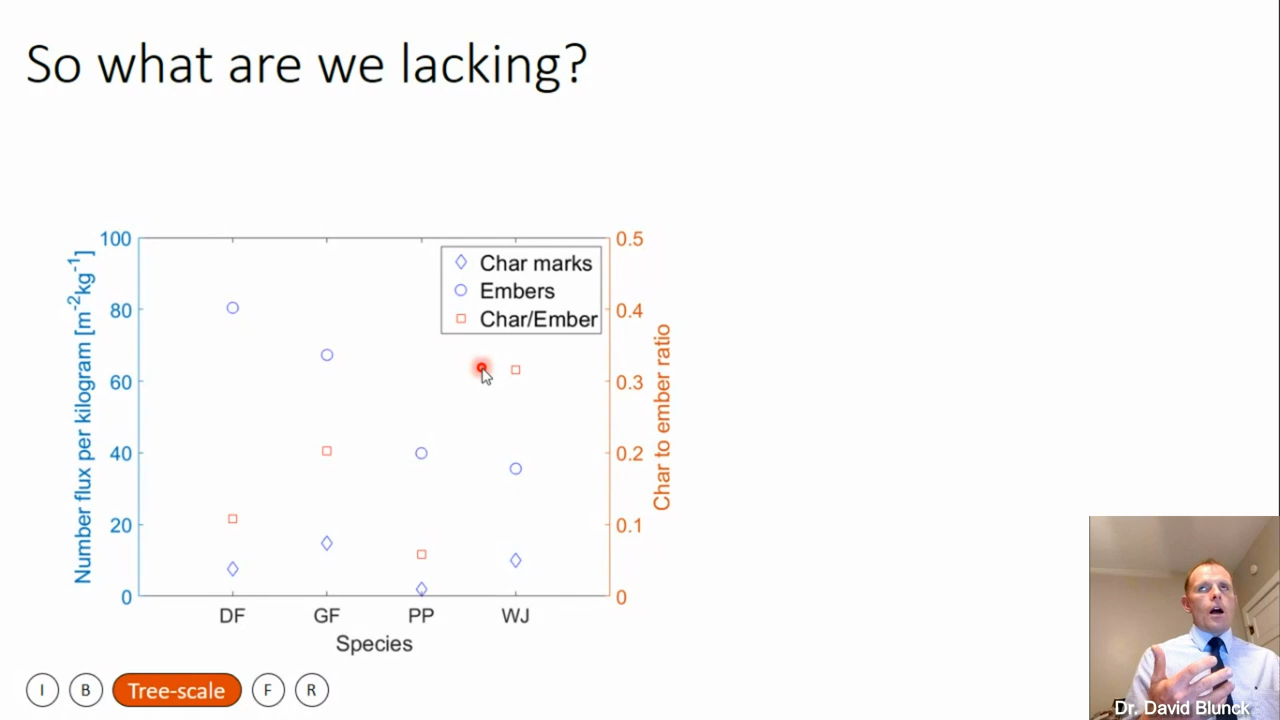 So what are we lacking?
Number flux per kilogram [m-2kg-1]
100
80
60
40
20
0
Char marks
Embers
Char/Ember
0.5
0.4
0.3
0.2
0.1
0
Char to ember ratio
DF GF PP WJ
Species
I B Tree-scale F R
Dr. David Blunck